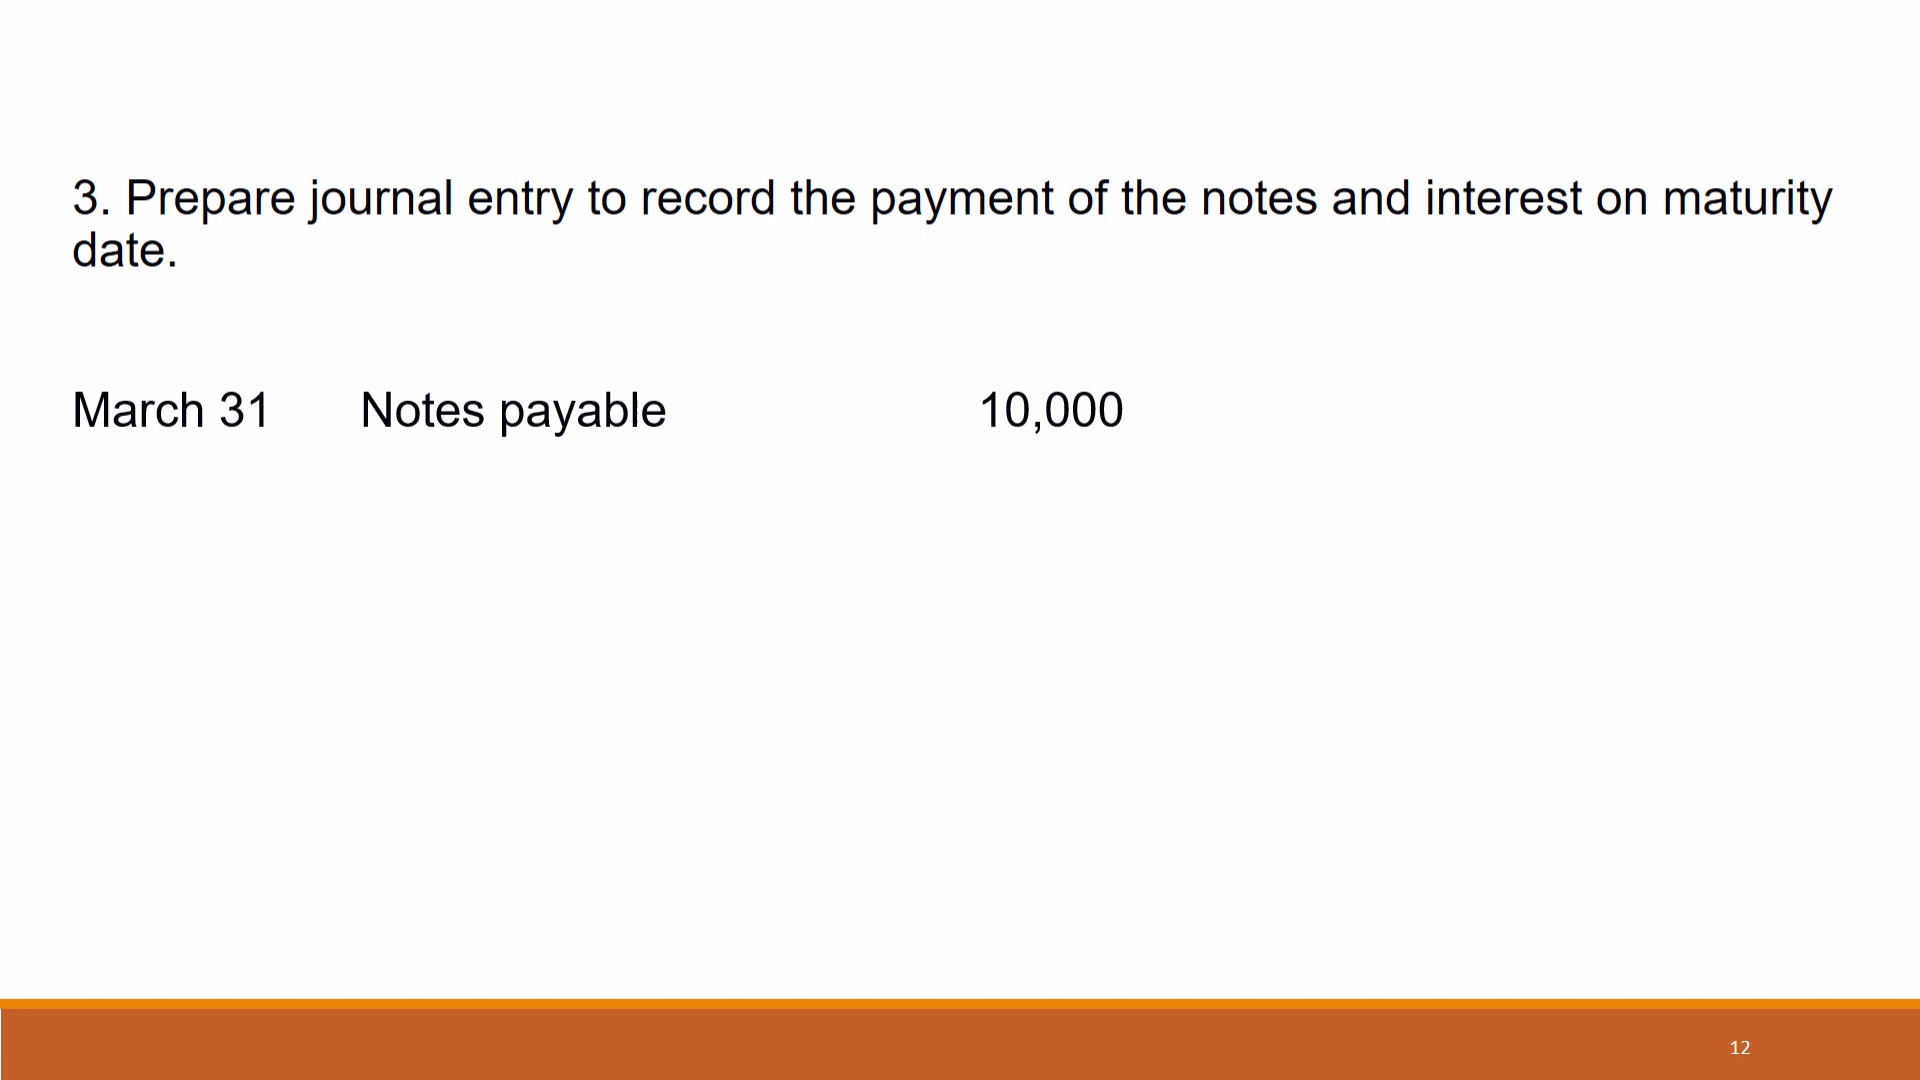 3. Prepare journal entry to record the payment of the notes and interest on maturity
date.
March 31 Notes payable 10,000
12